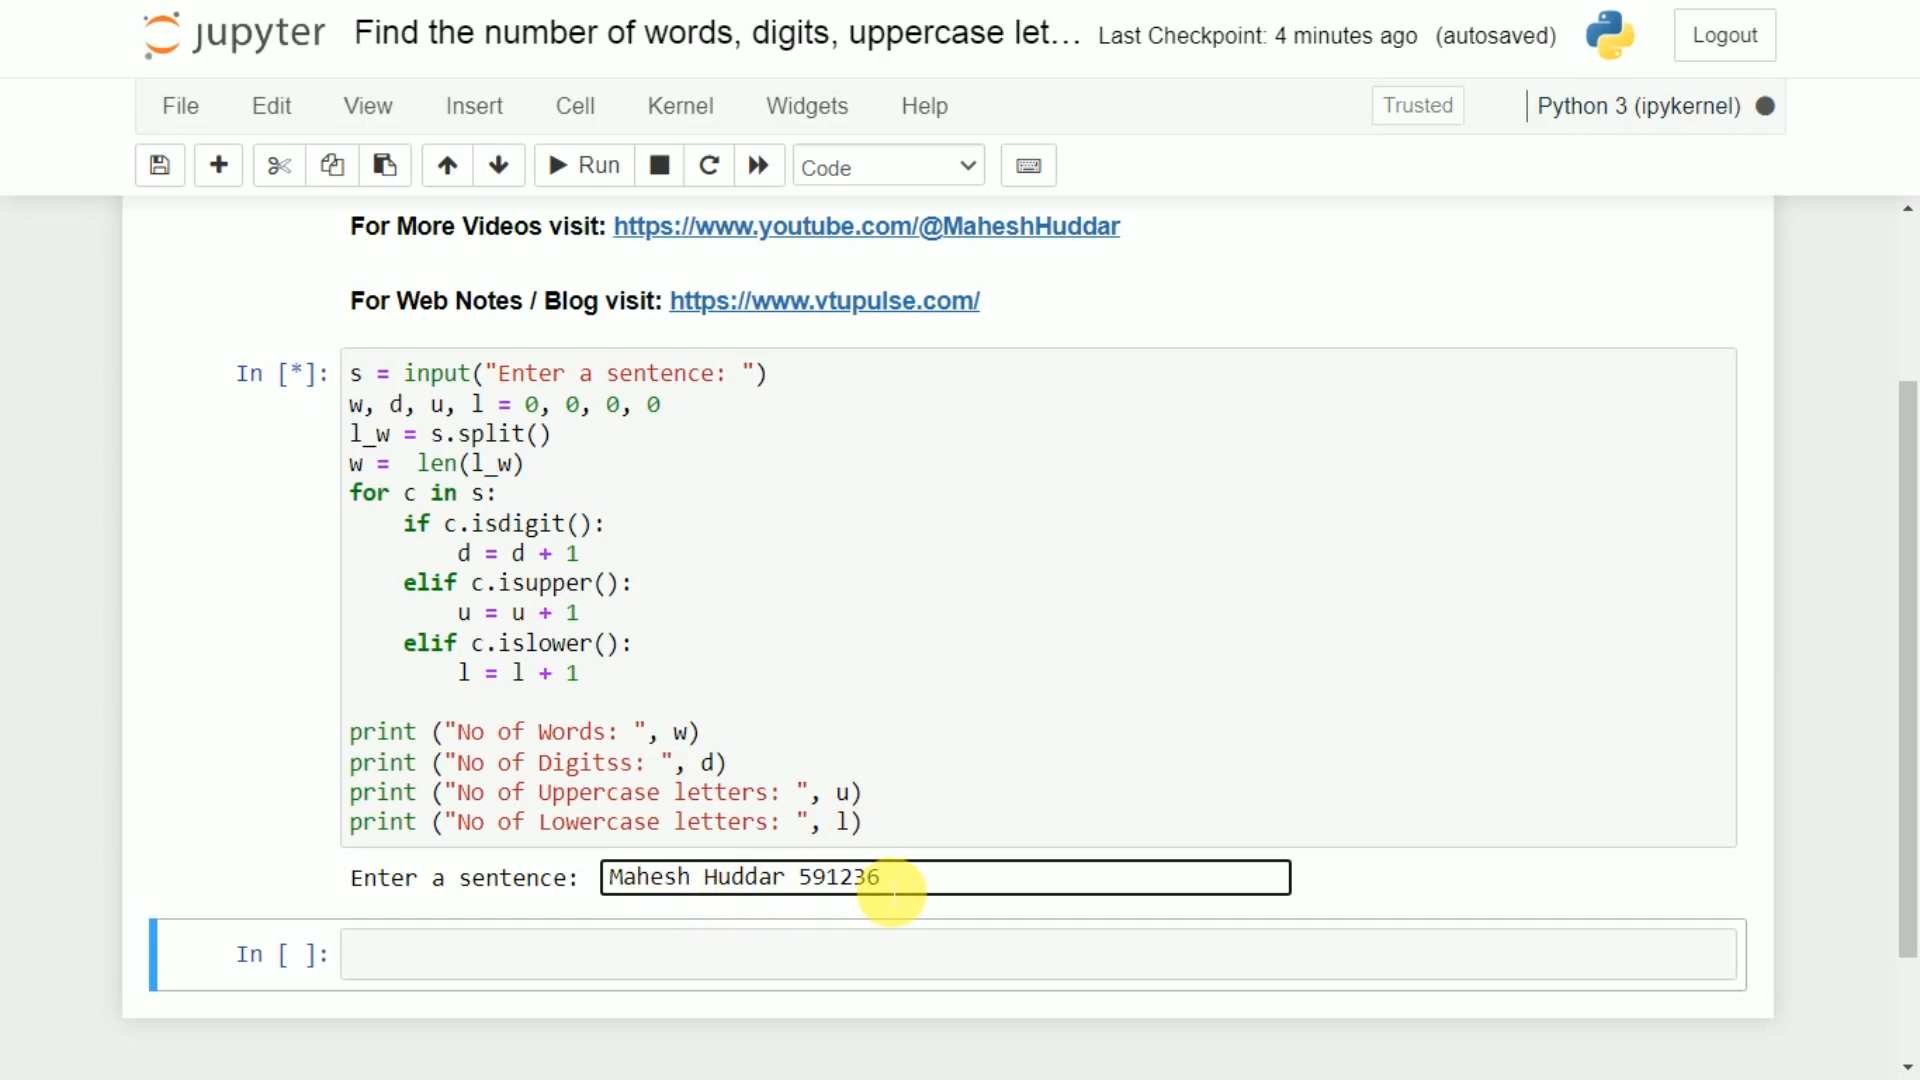 jupyter Find the number of words, digits, uppercase let... Last Checkpoint: 4 minutes ago (autosaved) Logout
File Edit View Insert Cell Kernel Widgets Help Trusted Python 3 (ipykernel)
Run Code
For More Videos visit: https://www.youtube.com/@MaheshHuddar
For Web Notes / Blog visit: https://www.vtupulse.com/
In [*]: s = input("Enter a sentence: ")
w, d, u, l = 0, 0, 0, 0
l_w = s.split()
w =  len(l_w)
for c in s:
    if c.isdigit():
        d = d + 1
    elif c.isupper():
        u = u + 1
    elif c.islower():
        l = l + 1
print ("No of Words: ", w)
print ("No of Digitss: ", d)
print ("No of Uppercase letters: ", u)
print ("No of Lowercase letters: ", l)
Enter a sentence: Mahesh Huddar 591236
In [ ]: